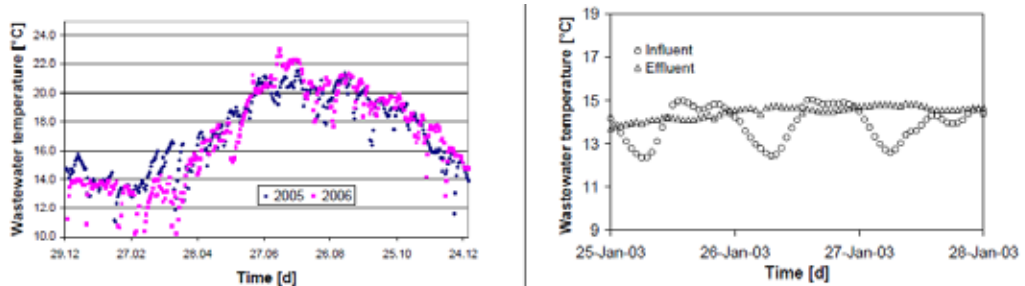 Wastewater temperature [°C]
24.0
22.0
20.0
18.0
16.0
14.0
12.0
10.0
2005 2006
29.12 27.02 28.04 27.06 26.08 25.10 24.12
Time [d]
Wastewater temperature [°C]
19
17
15
13
11
9
Influent
Effluent
25-Jan-03 26-Jan-03 27-Jan-03 28-Jan-03
Time [d]